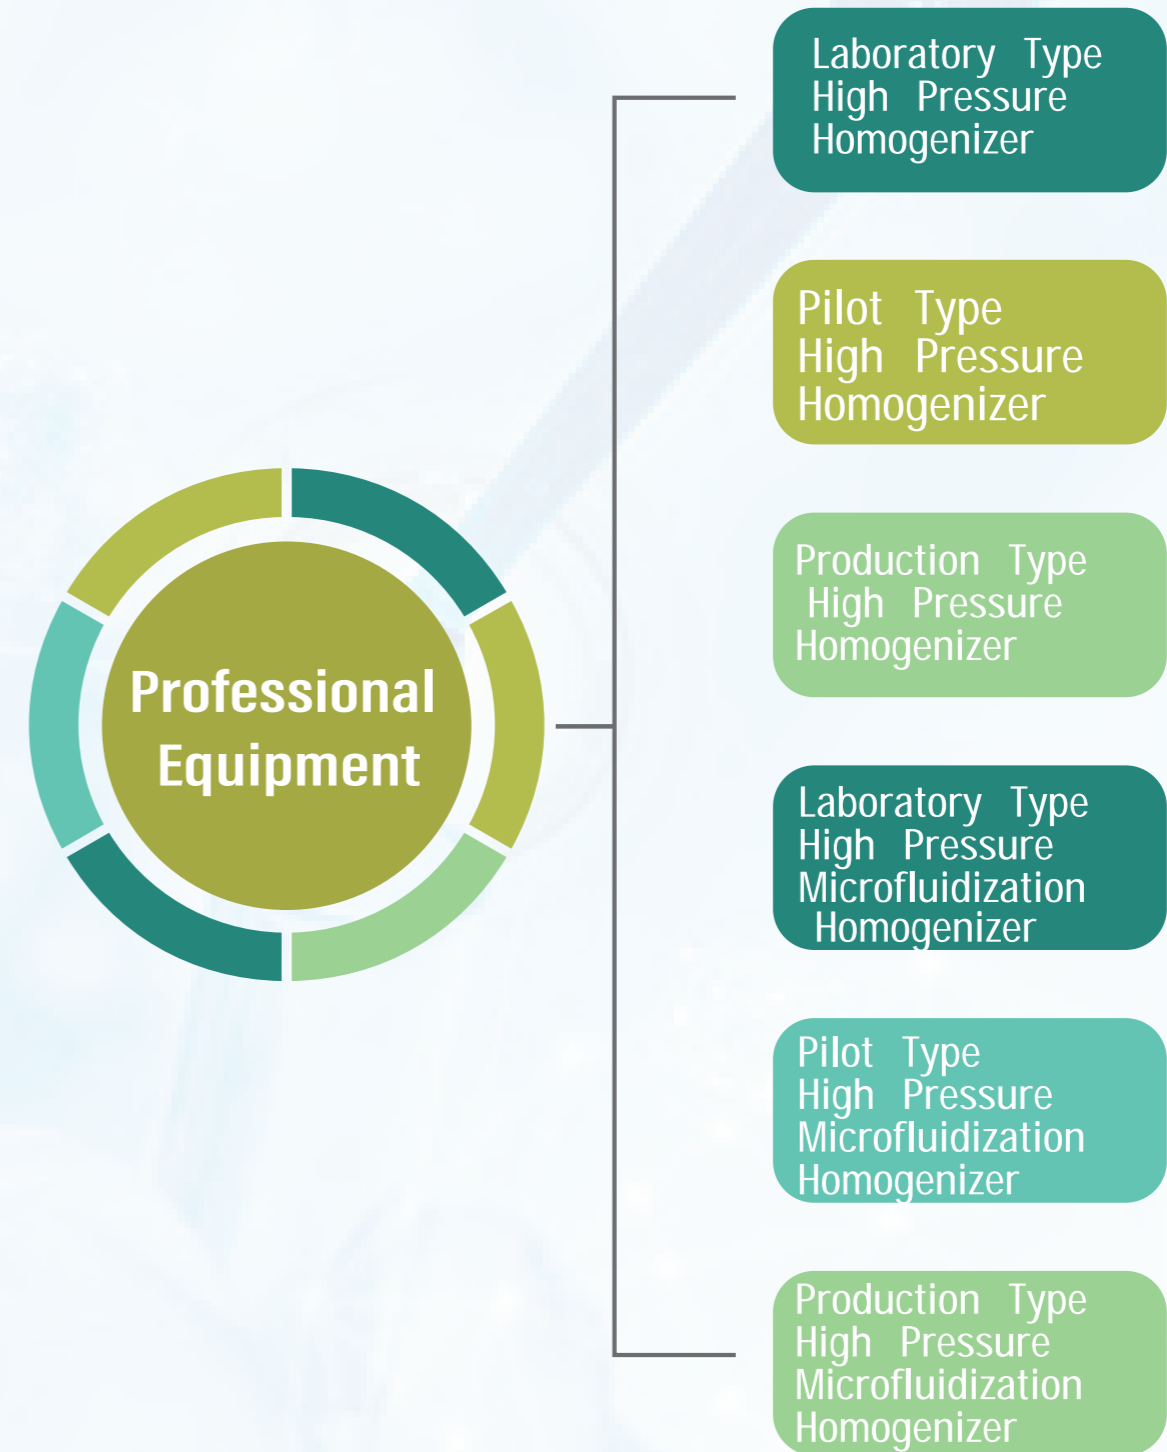 Professional
Equipment
Laboratory Type
High Pressure
Homogenizer
Pilot Type
High Pressure
Homogenizer
Production Type
High Pressure
Homogenizer
Laboratory Type
High Pressure
Microfluidization
Homogenizer
Pilot Type
High Pressure
Microfluidization
Homogenizer
Production Type
High Pressure
Microfluidization
Homogenizer